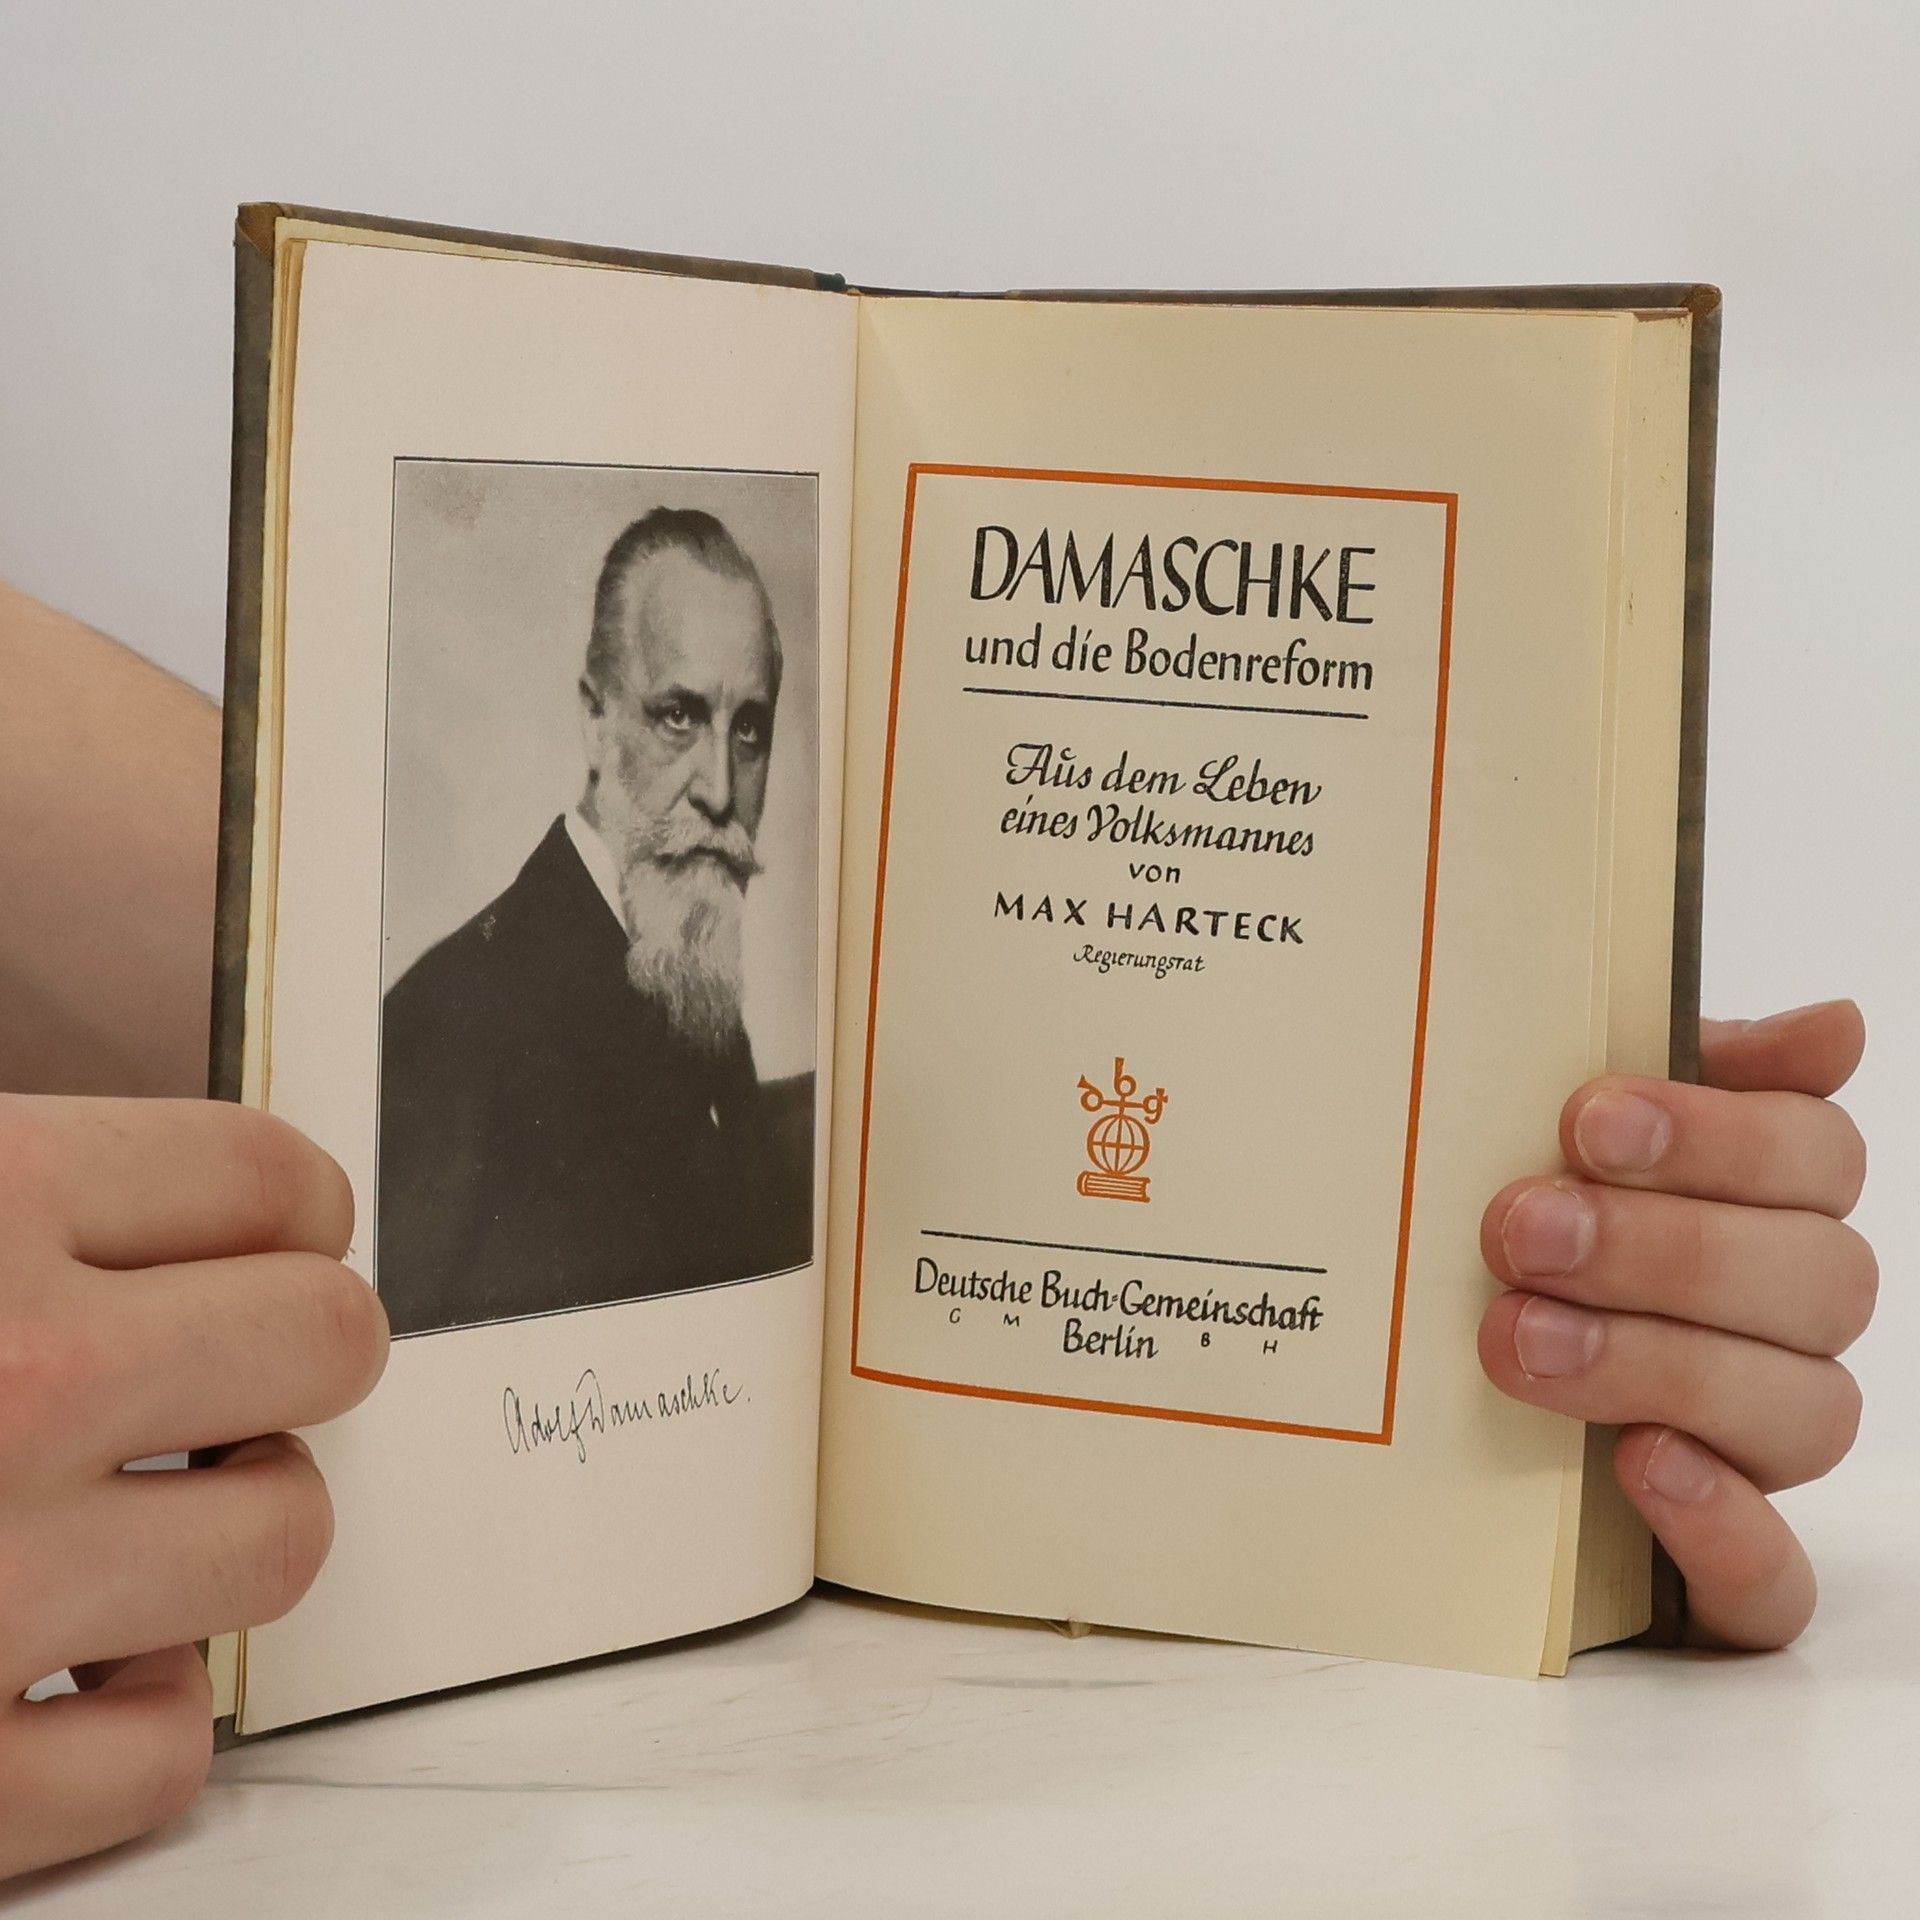 Adolf Damaschke.
DAMASCHKE
und die Bodenreform
Aus dem Leben
eines Volksmannes
von
MAX HARTECK
Regierungsrat
dbg
Deutsche Buch-Gemeinschaft
G M B H
Berlin